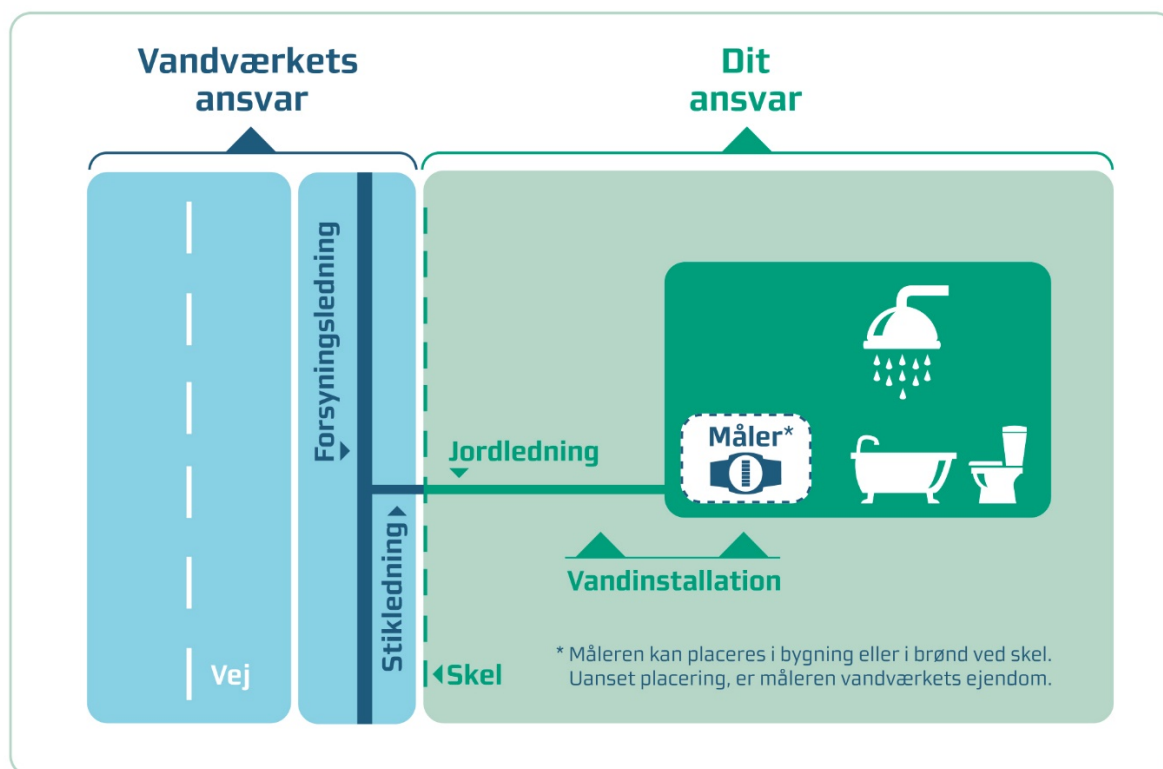 Vandværkets
ansvar
Dit
ansvar
Forsyningsledning
Stikledning
Jordledning
Måler*
Vandinstallation
Vej
Skel
* Måleren kan placeres i bygning eller i brønd ved skel.
Uanset placering, er måleren vandværkets ejendom.